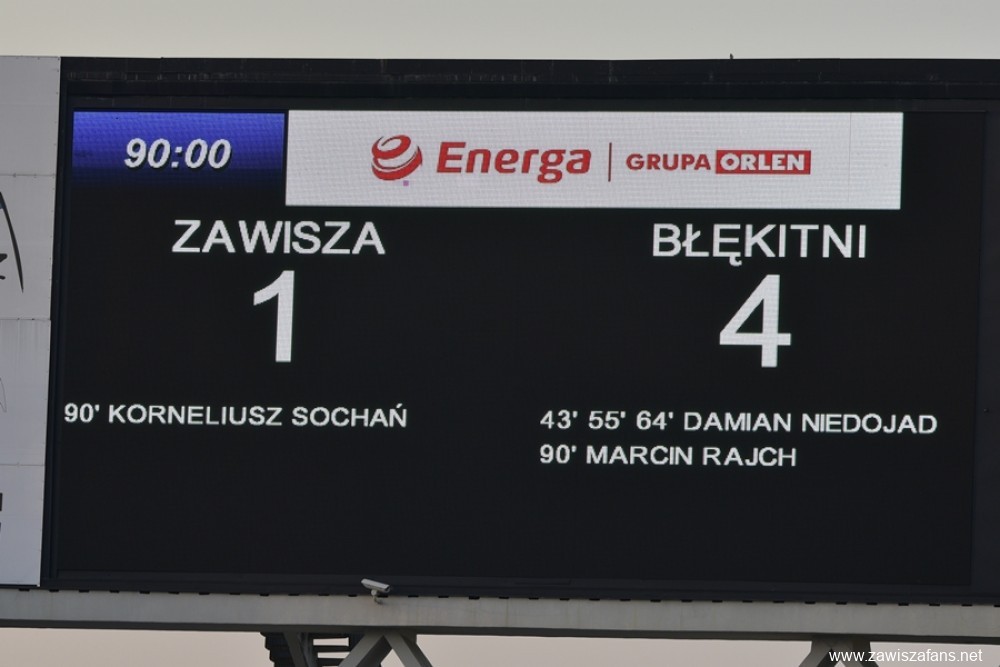 90:00
Energa | GRUPA ORLEN
ZAWISZA BŁĘKITNI
1 4
90' KORNELIUSZ SOCHAŃ
43' 55' 64' DAMIAN NIEDOJAD
90' MARCIN RAJCH
www.zawiszafans.net